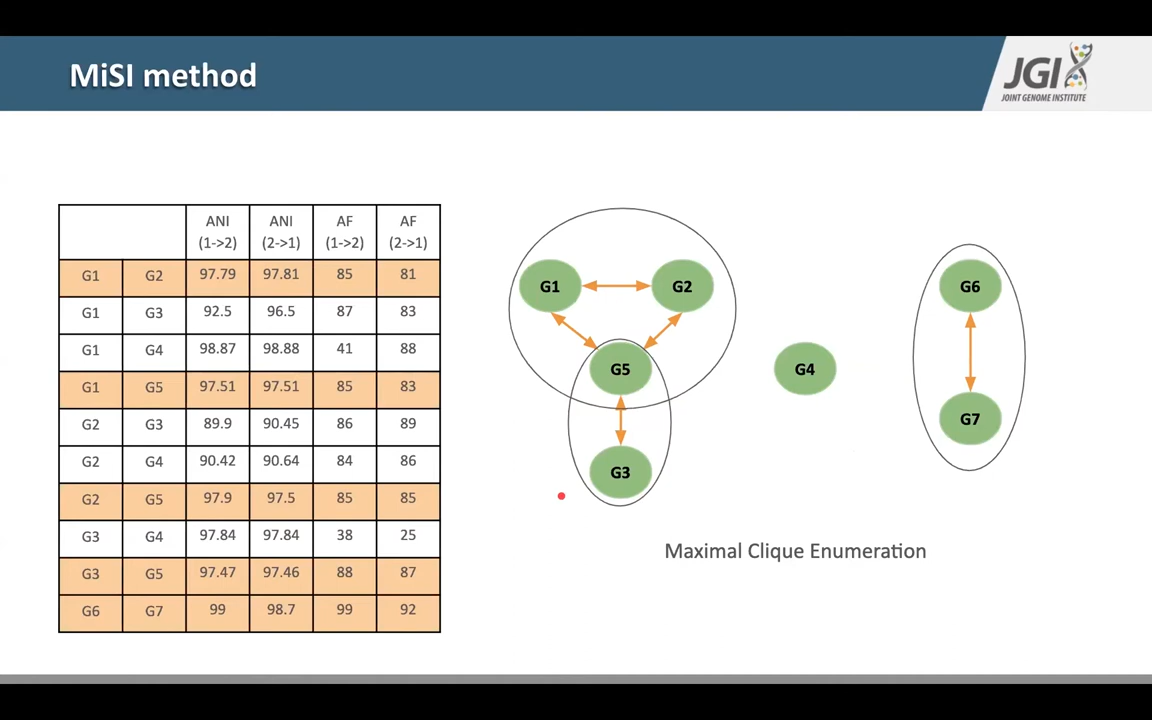 MiSI method
JGI
JOINT GENOME INSTITUTE
ANI (1->2) ANI (2->1) AF (1->2) AF (2->1)
G1 G2 97.79 97.81 85 81
G1 G3 92.5 96.5 87 83
G1 G4 98.87 98.88 41 88
G1 G5 97.51 97.51 85 83
G2 G3 89.9 90.45 86 89
G2 G4 90.42 90.64 84 86
G2 G5 97.9 97.5 85 85
G3 G4 97.84 97.84 38 25
G3 G5 97.47 97.46 88 87
G6 G7 99 98.7 99 92
G1 G2
G5
G3
G4
G6
G7
Maximal Clique Enumeration